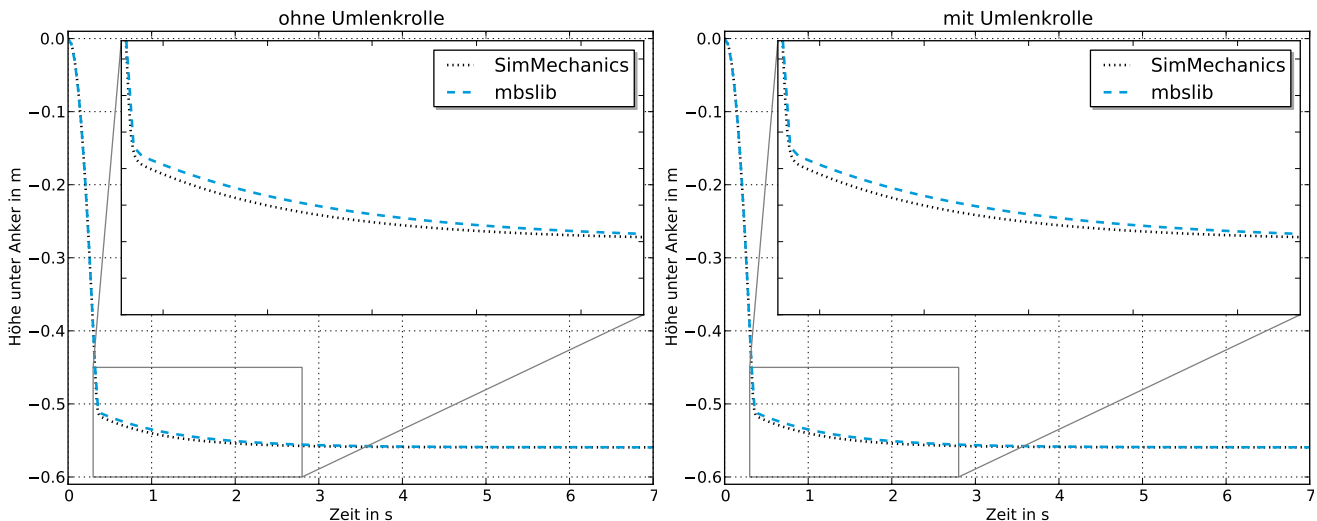 ohne Umlenkrolle
SimMechanics
mbslib
0.0
−0.1
−0.2
−0.3
−0.4
−0.5
−0.6
Höhe unter Anker in m
0 1 2 3 4 5 6 7
Zeit in s
mit Umlenkrolle
SimMechanics
mbslib
0.0
−0.1
−0.2
−0.3
−0.4
−0.5
−0.6
Höhe unter Anker in m
0 1 2 3 4 5 6 7
Zeit in s